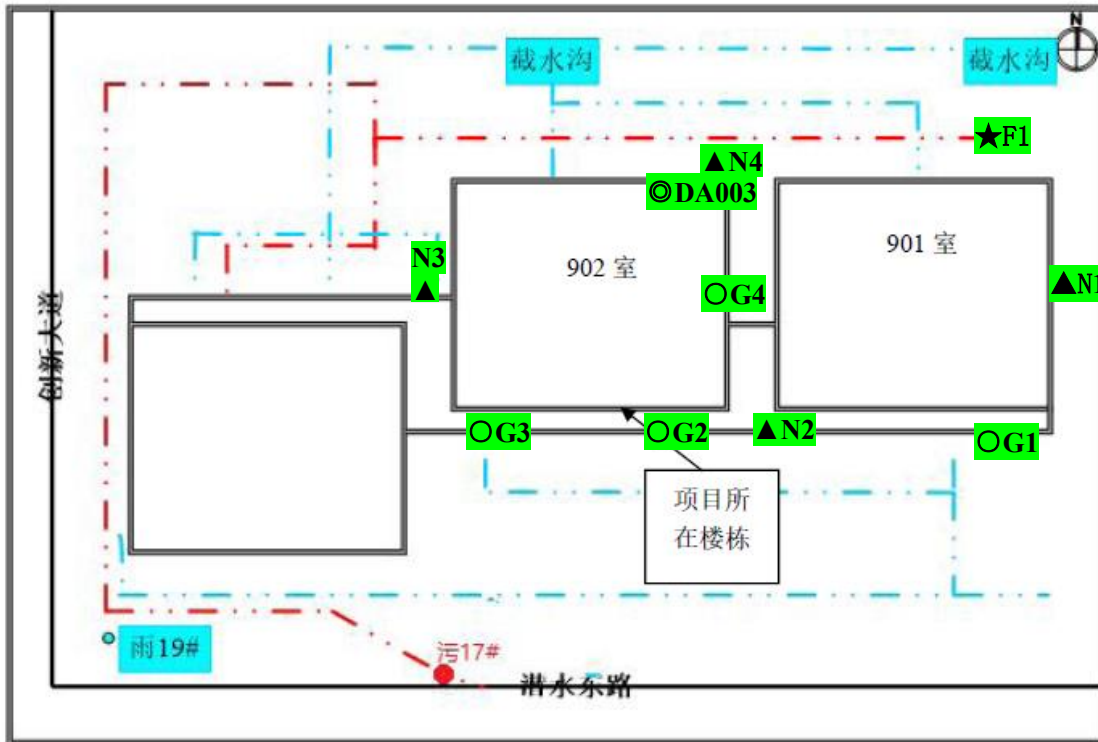 N
截水沟
截水沟
★F1
▲N4
◎DA003
902 室
901 室
N3
▲
○G4
▲N1
创新大道
○G3
○G2
▲N2
○G1
项目所
在楼栋
雨19#
污17#
潜水东路